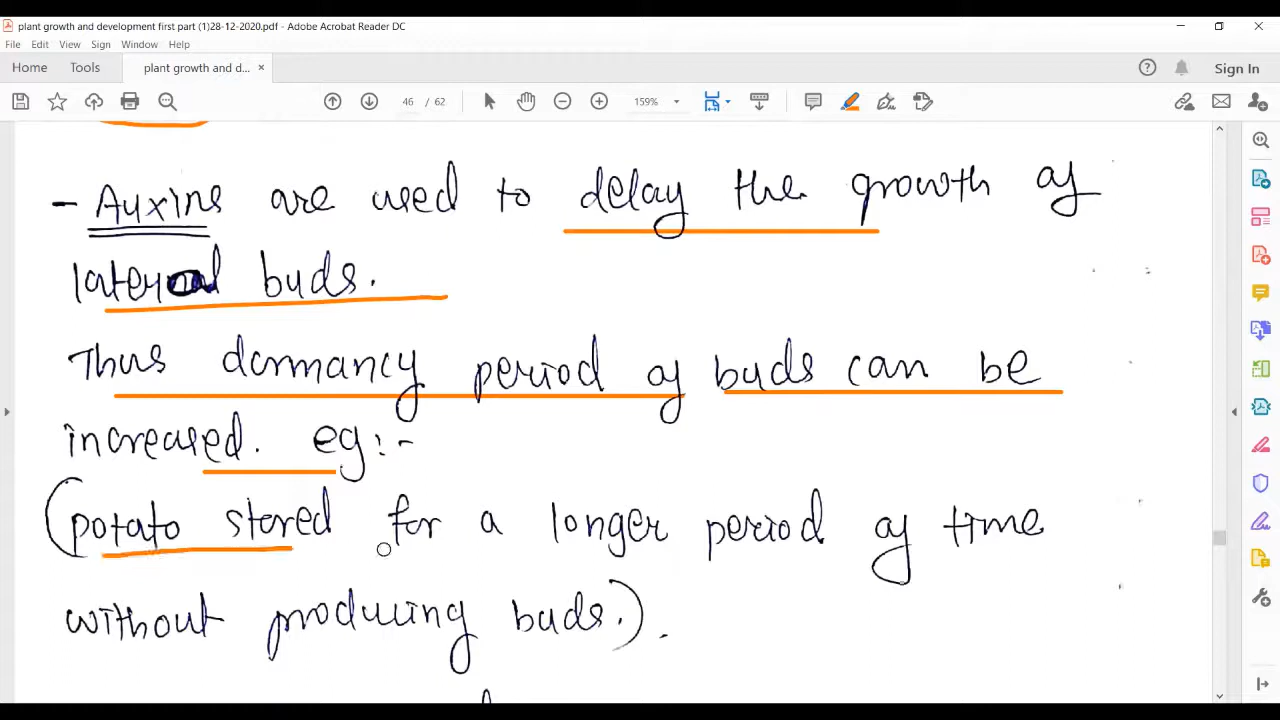 plant growth and development first part (1)28-12-2020.pdf - Adobe Acrobat Reader DC
File Edit View Sign Window Help
Home Tools plant growth and d... ×
46 / 62 159% Sign In
- Auxins are used to delay the growth of
lateral buds.
Thus dormancy period of buds can be
increased. eg:-
(potato stored for a longer period of time
without producing buds.).